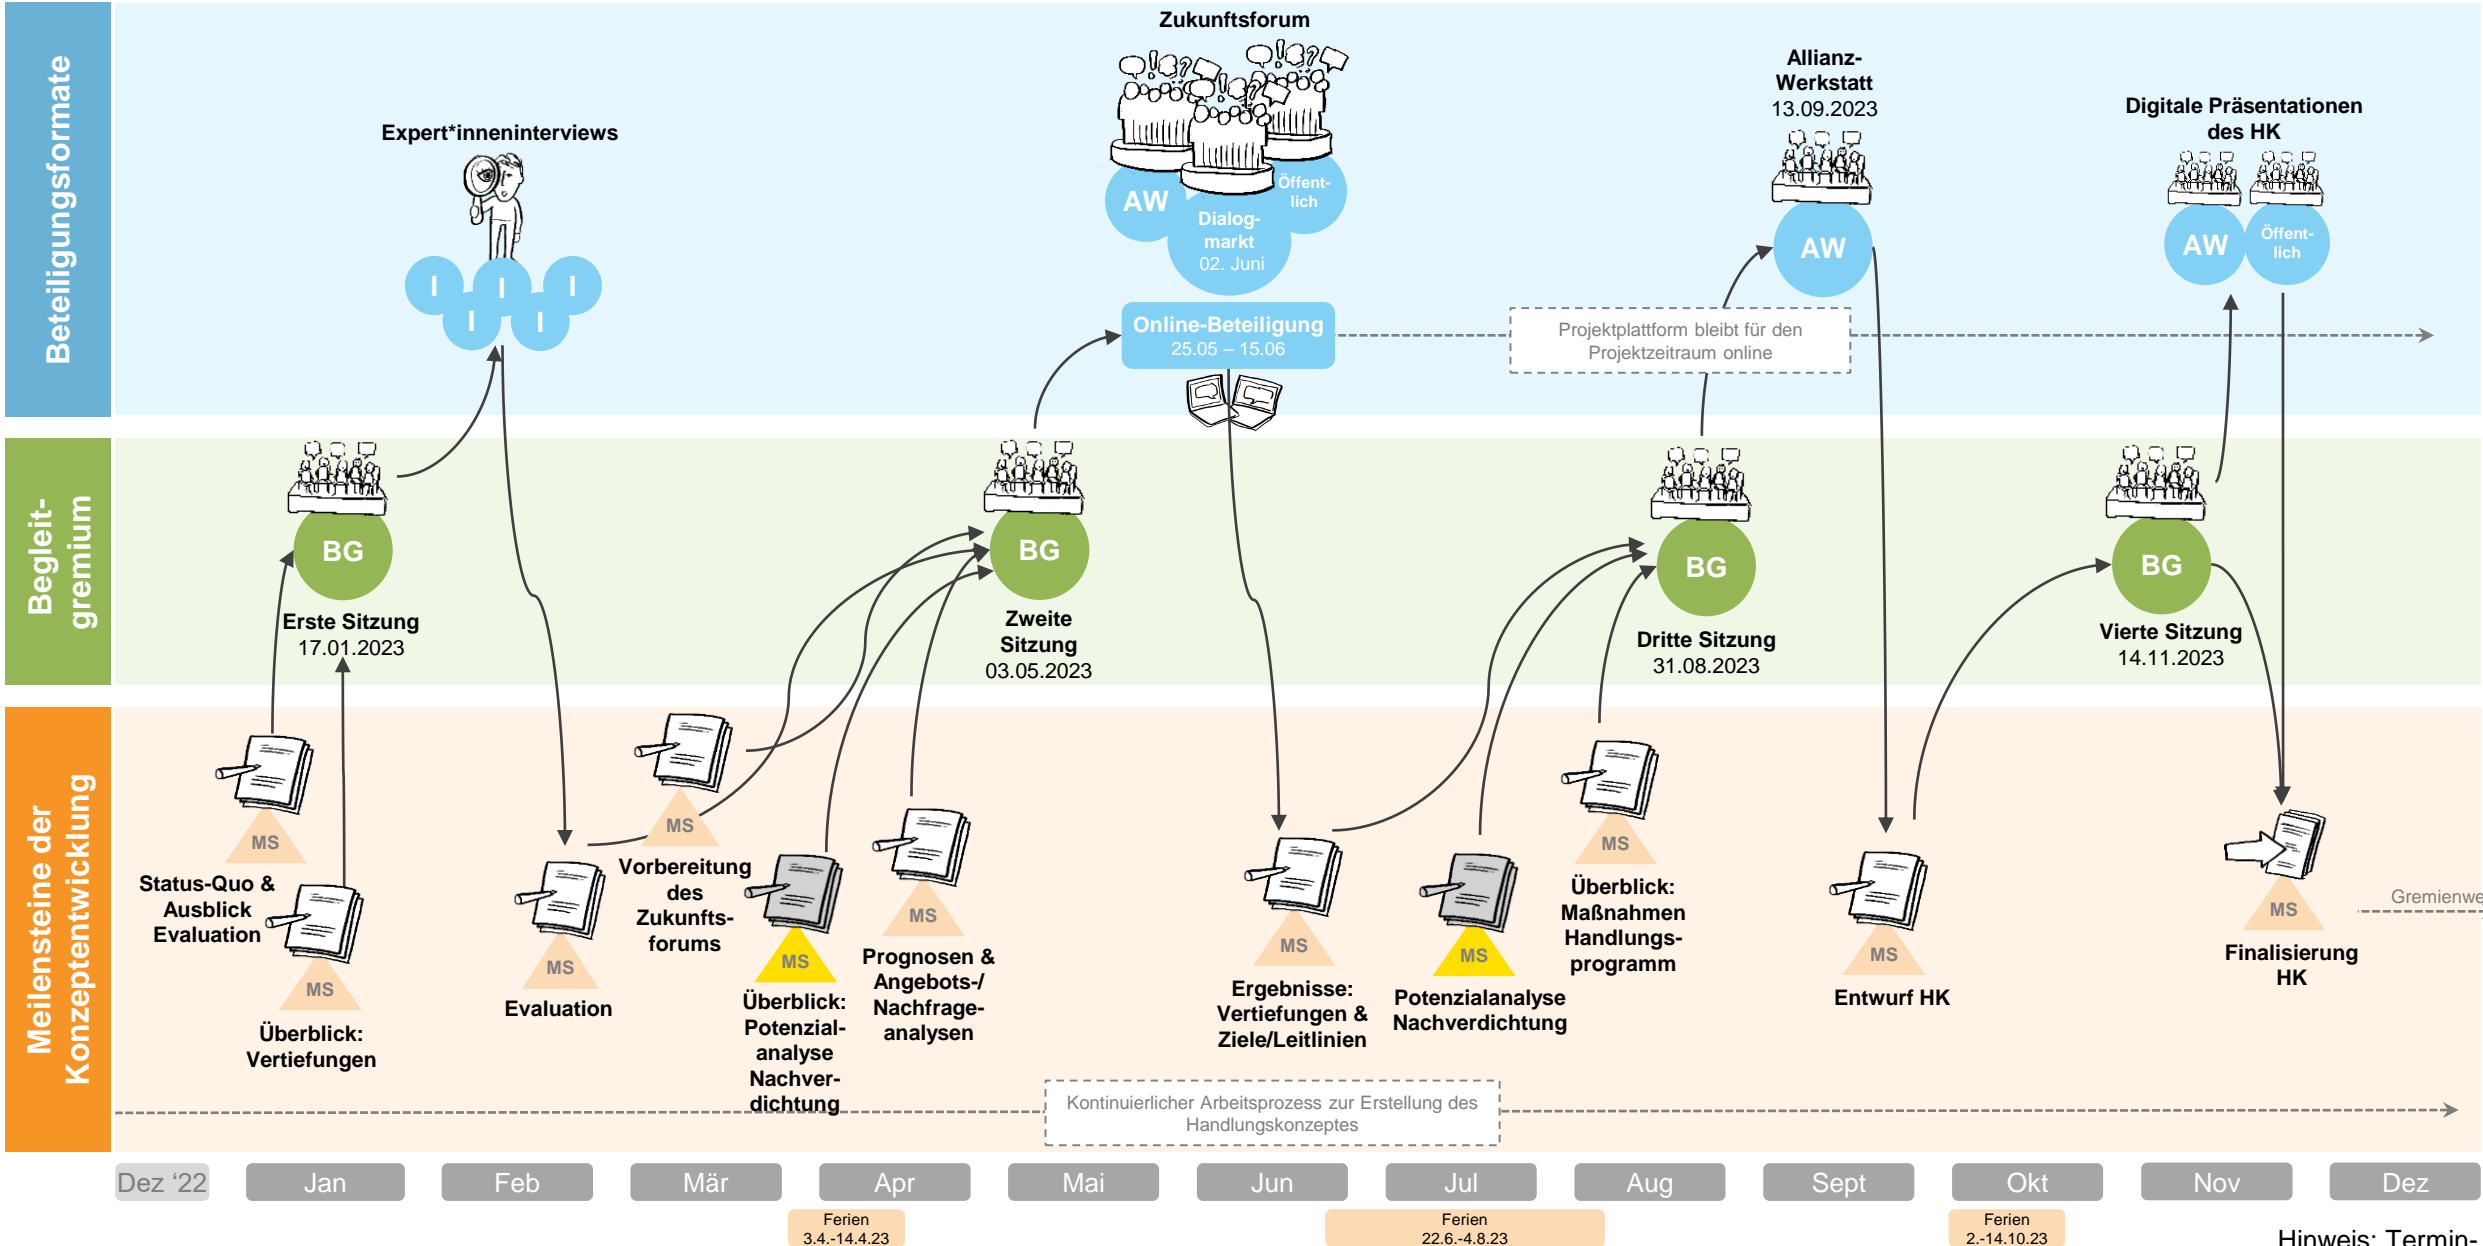 Beteiligungsformate
Zukunftsforum
Expert*inneninterviews
I
I
I
I
I
AW
Dialog-
markt
02. Juni
Öffent-
lich
Online-Beteiligung
25.05 – 15.06
Projektplattform bleibt für den
Projektzeitraum online
Allianz-
Werkstatt
13.09.2023
AW
Digitale Präsentationen
des HK
AW
Öffent-
lich
Begleit-
gremium
BG
Erste Sitzung
17.01.2023
BG
Zweite
Sitzung
03.05.2023
BG
Dritte Sitzung
31.08.2023
BG
Vierte Sitzung
14.11.2023
Meilensteine der
Konzeptentwicklung
MS
Status-Quo &
Ausblick
Evaluation
MS
Überblick:
Vertiefungen
MS
Evaluation
MS
Vorbereitung
des
Zukunfts-
forums
MS
Überblick:
Potenzial-
analyse
Nachver-
dichtung
MS
Prognosen &
Angebots-/
Nachfrage-
analysen
MS
Ergebnisse:
Vertiefungen &
Ziele/Leitlinien
MS
Potenzialanalyse
Nachverdichtung
MS
Überblick:
Maßnahmen
Handlungs-
programm
MS
Entwurf HK
MS
Finalisierung
HK
Gremienwe
Kontinuierlicher Arbeitsprozess zur Erstellung des
Handlungskonzeptes
Dez ‘22
Jan
Feb
Mär
Apr
Mai
Jun
Jul
Aug
Sept
Okt
Nov
Dez
Ferien
3.4.-14.4.23
Ferien
22.6.-4.8.23
Ferien
2.-14.10.23
Hinweis: Termin-